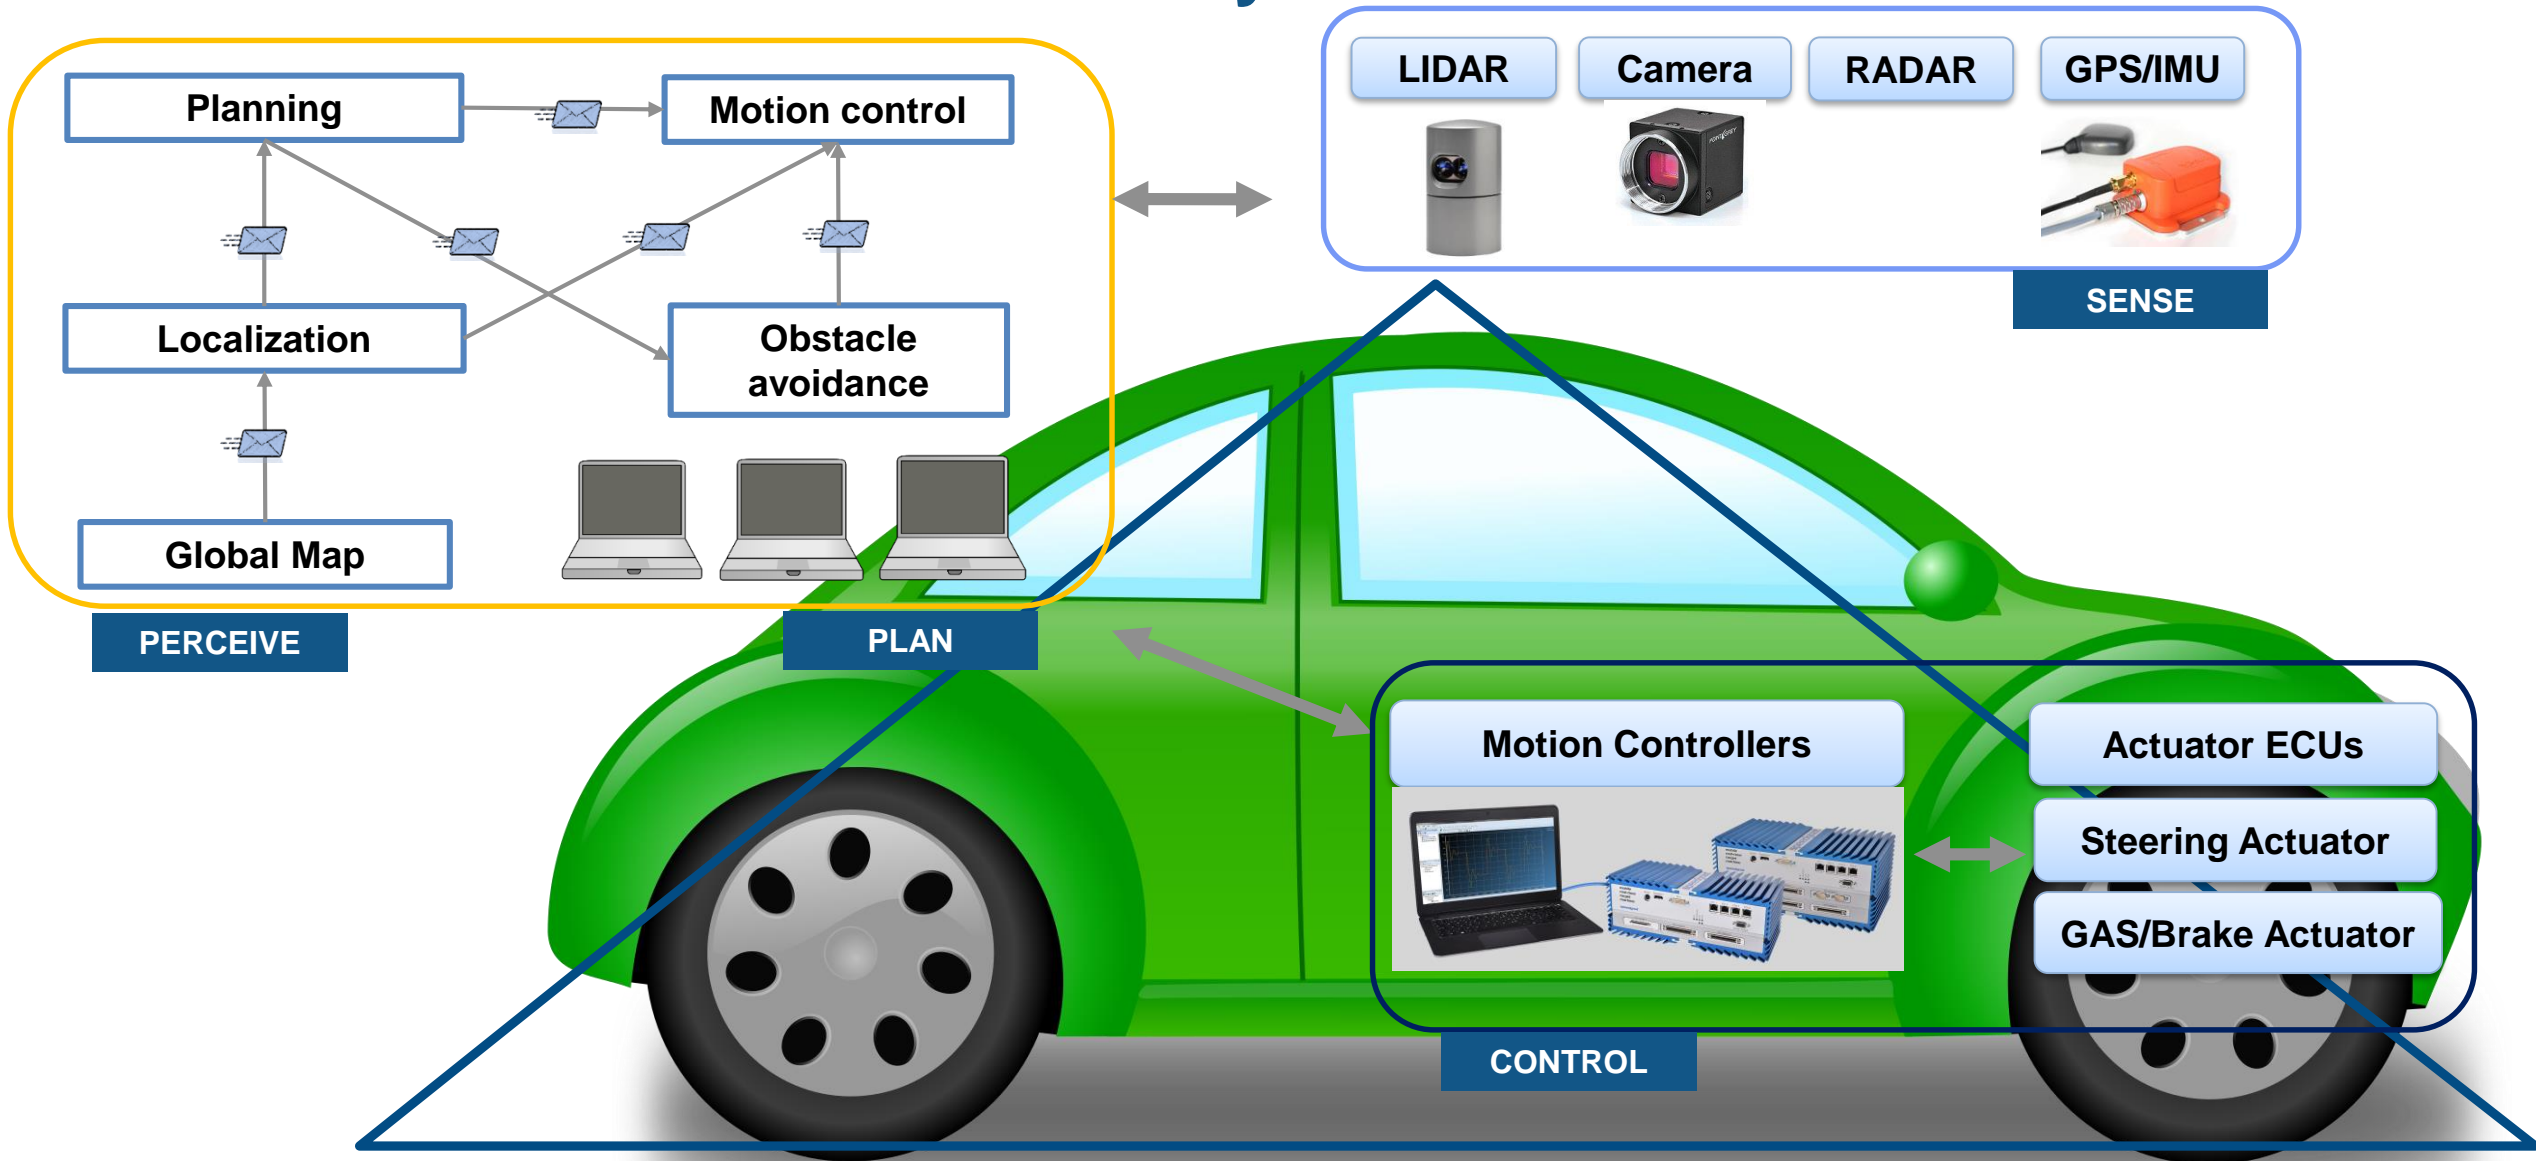 LIDAR
Camera
RADAR
GPS/IMU
SENSE
Planning
Motion control
Localization
Obstacle
avoidance
Global Map
PERCEIVE
PLAN
Motion Controllers
Actuator ECUs
Steering Actuator
GAS/Brake Actuator
CONTROL